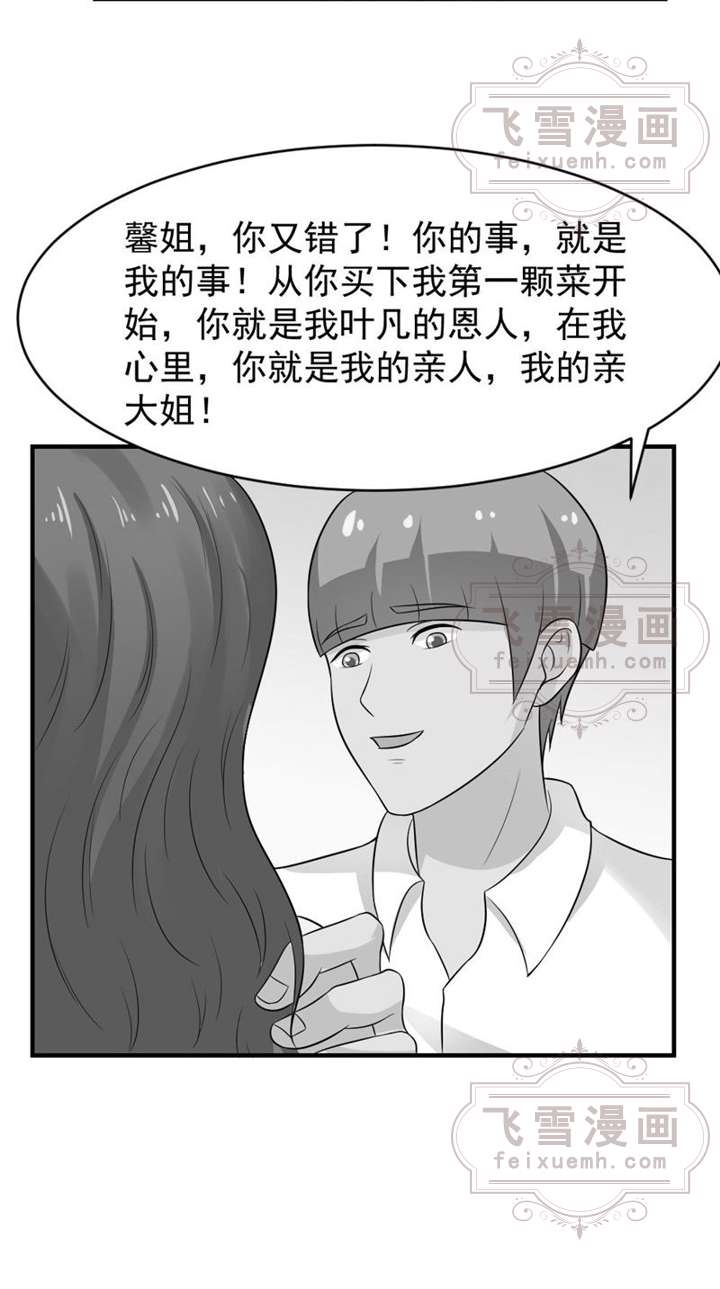 飞雪漫画
feixuemh.com
馨姐，你又错了！你的事，就是
我的事！从你买下我第一颗菜开
始，你就是我叶凡的恩人，在我
心里，你就是我的亲人，我的亲
大姐！
飞雪漫画
feixuemh.com
飞雪漫画
feixuemh.com